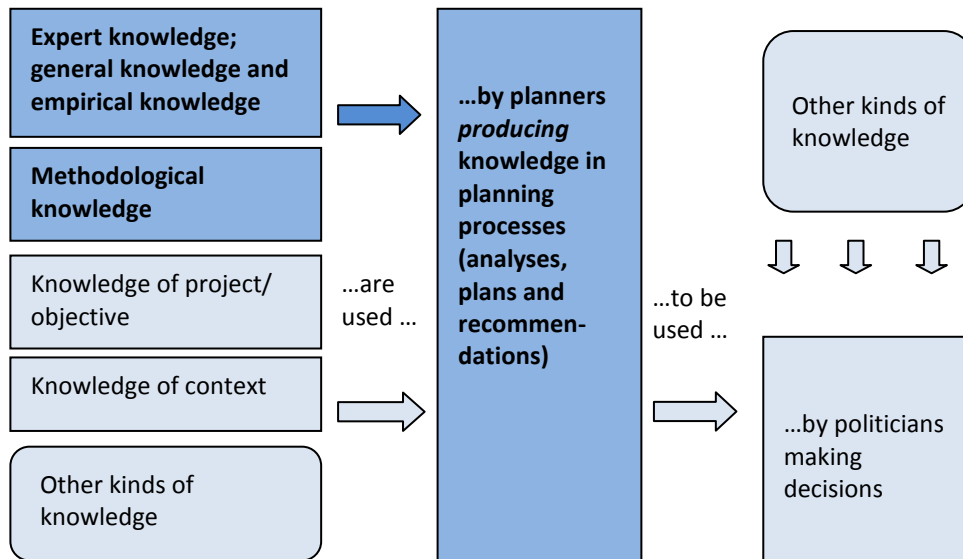 Expert knowledge;
general knowledge and
empirical knowledge
Methodological
knowledge
Knowledge of project/
objective
Knowledge of context
Other kinds of
knowledge
…are
used …
…by planners
producing
knowledge in
planning
processes
(analyses,
plans and
recommen-
dations)
…to be
used …
Other kinds of
knowledge
…by politicians
making
decisions